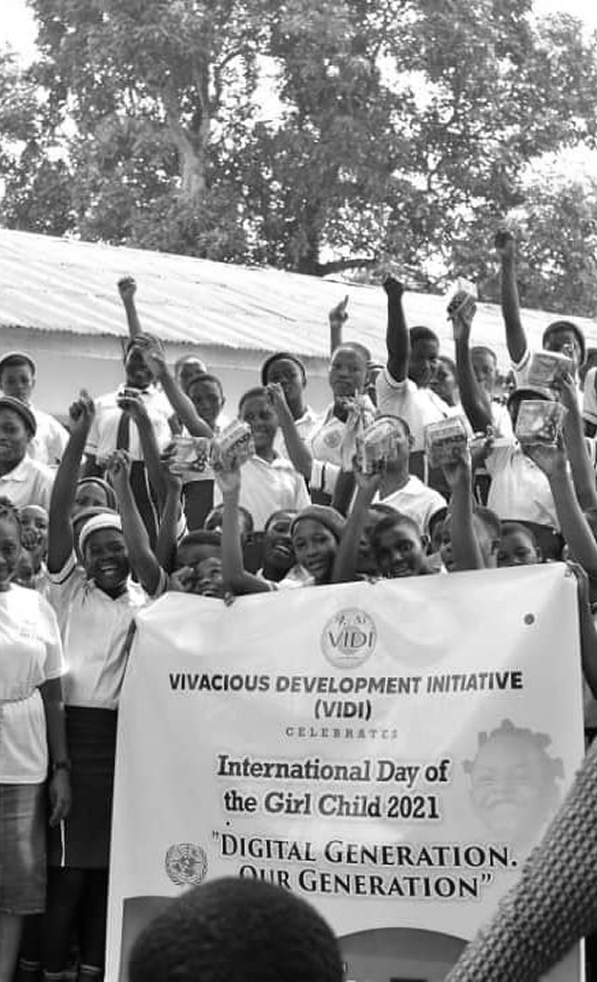 VIDI
VIVACIOUS DEVELOPMENT INITIATIVE
(VIDI)
CELEBRATES
International Day of
the Girl Child 2021
"DIGITAL GENERATION.
OUR GENERATION"